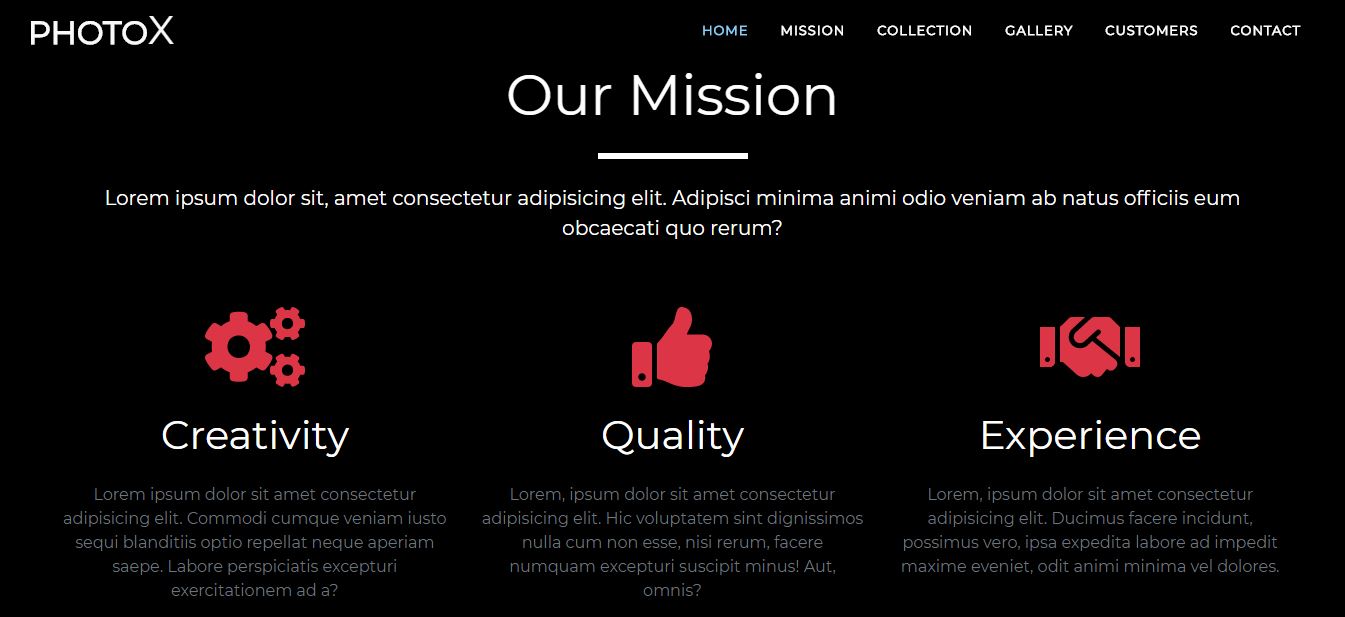 PHOTOX
HOME MISSION COLLECTION GALLERY CUSTOMERS CONTACT
Our Mission
Lorem ipsum dolor sit, amet consectetur adipisicing elit. Adipisci minima animi odio veniam ab natus officiis eum
obcaecati quo rerum?
Creativity
Lorem ipsum dolor sit amet consectetur
adipisicing elit. Commodi cumque veniam iusto
sequi blanditiis optio repellat neque aperiam
saepe. Labore perspiciatis excepturi
exercitationem ad a?
Quality
Lorem, ipsum dolor sit amet consectetur
adipisicing elit. Hic voluptatem sint dignissimos
nulla cum non esse, nisi rerum, facere
numquam excepturi suscipit minus! Aut,
omnis?
Experience
Lorem, ipsum dolor sit amet consectetur
adipisicing elit. Ducimus facere incidunt,
possimus vero, ipsa expedita labore ad impedit
maxime eveniet, odit animi minima vel dolores.